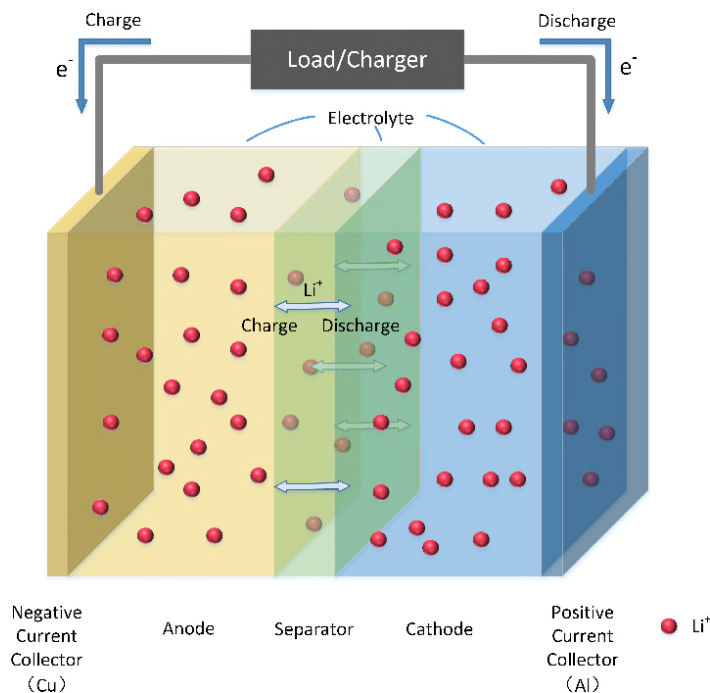 Charge
Discharge
e-
Load/Charger
e-
Electrolyte
Li+
Charge
Discharge
Negative
Current
Collector
（Cu）
Anode
Separator
Cathode
Positive
Current
Collector
（Al）
Li+